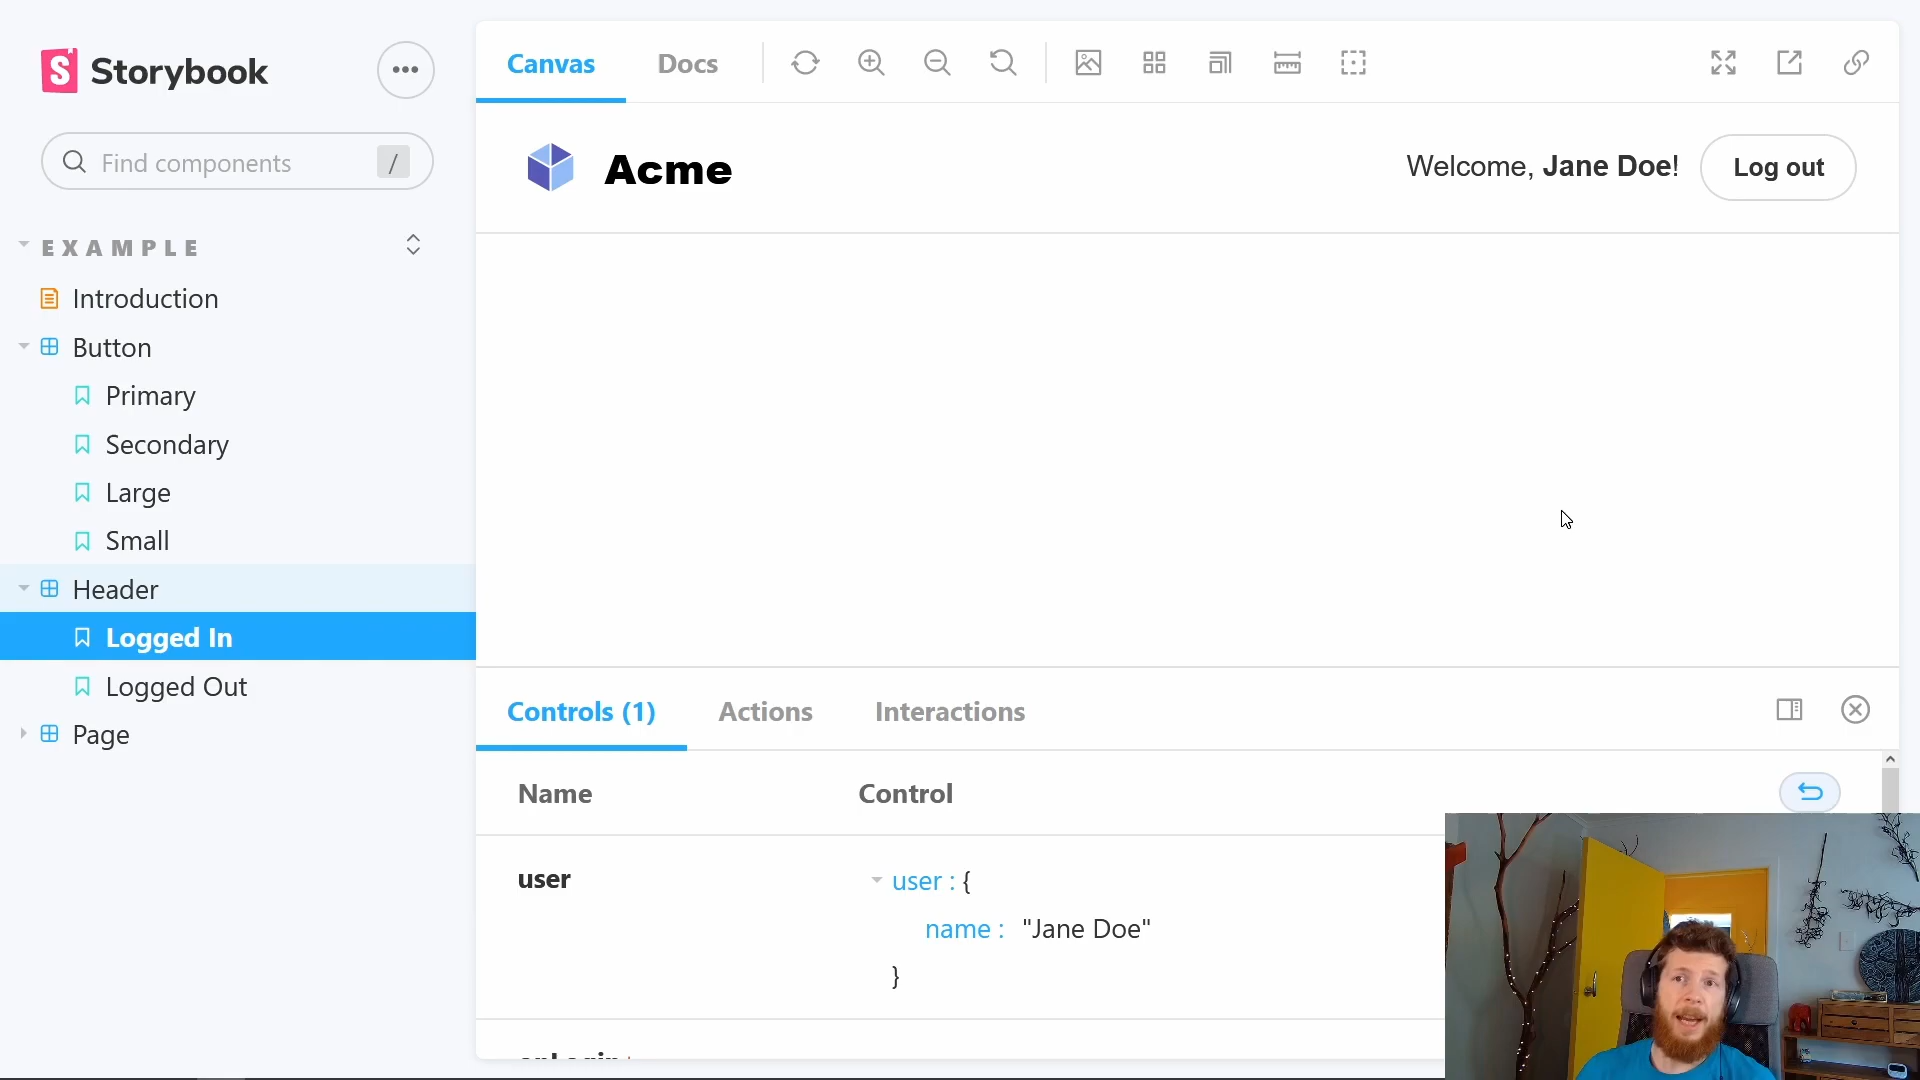 Storybook
Find components /
EXAMPLE
Introduction
Button
Primary
Secondary
Large
Small
Header
Logged In
Logged Out
Page
Canvas Docs
Acme
Welcome, Jane Doe! Log out
Controls (1) Actions Interactions
Name Control
user
user : {
name : "Jane Doe"
}